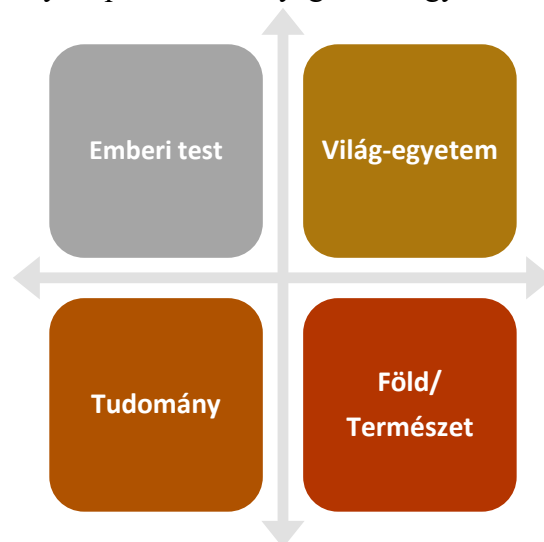 Emberi test
Világ-egyetem
Tudomány
Föld/
Természet